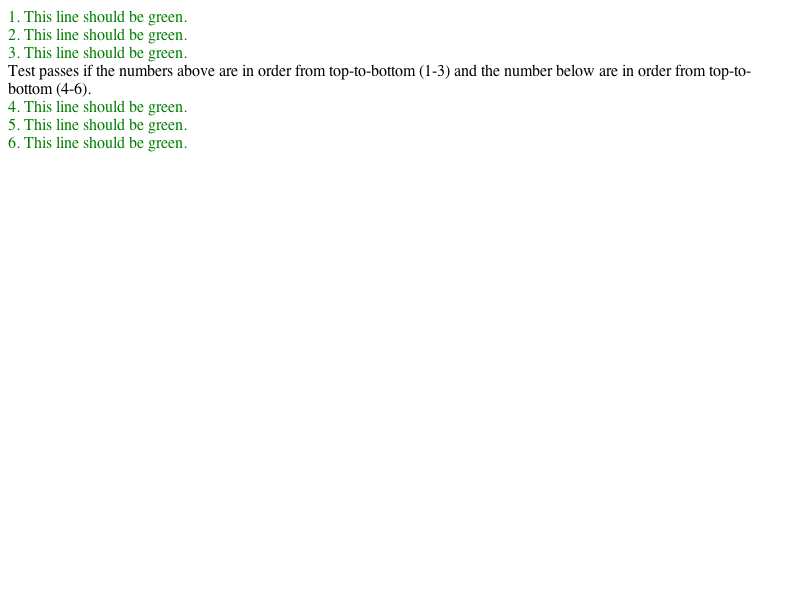 1. This line should be green.
2. This line should be green.
3. This line should be green.
Test passes if the numbers above are in order from top-to-bottom (1-3) and the number below are in order from top-to-
bottom (4-6).
4. This line should be green.
5. This line should be green.
6. This line should be green.